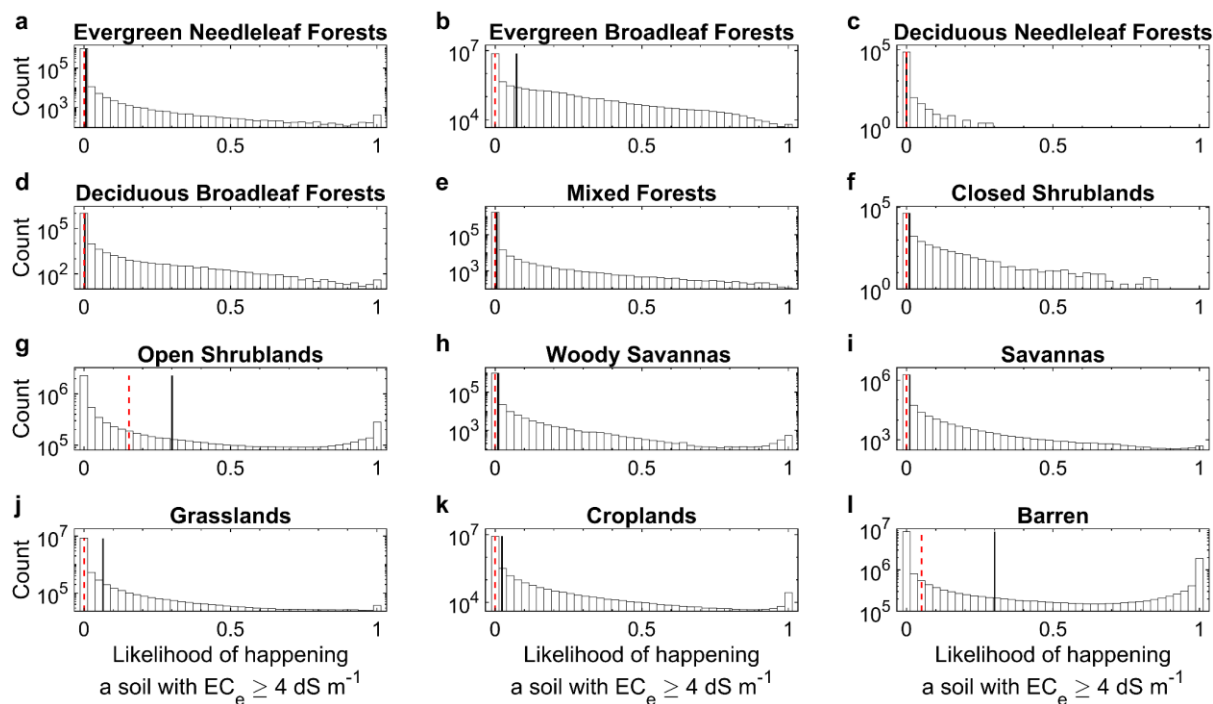 a
Evergreen Needleleaf Forests
Count
10^5
10^3
0
0.5
1
b
Evergreen Broadleaf Forests
10^7
10^4
0
0.5
1
c
Deciduous Needleleaf Forests
10^5
10^0
0
0.5
1
d
Deciduous Broadleaf Forests
Count
10^5
10^2
0
0.5
1
e
Mixed Forests
10^5
10^3
0
0.5
1
f
Closed Shrublands
10^5
10^0
0
0.5
1
g
Open Shrublands
Count
10^6
10^5
0
0.5
1
h
Woody Savannas
10^5
10^3
0
0.5
1
i
Savannas
10^6
10^3
0
0.5
1
j
Grasslands
Count
10^7
10^5
0
0.5
1
Likelihood of happening
a soil with EC_e ≥ 4 dS m^-1
k
Croplands
10^7
10^4
0
0.5
1
Likelihood of happening
a soil with EC_e ≥ 4 dS m^-1
l
Barren
10^7
10^6
10^5
0
0.5
1
Likelihood of happening
a soil with EC_e ≥ 4 dS m^-1